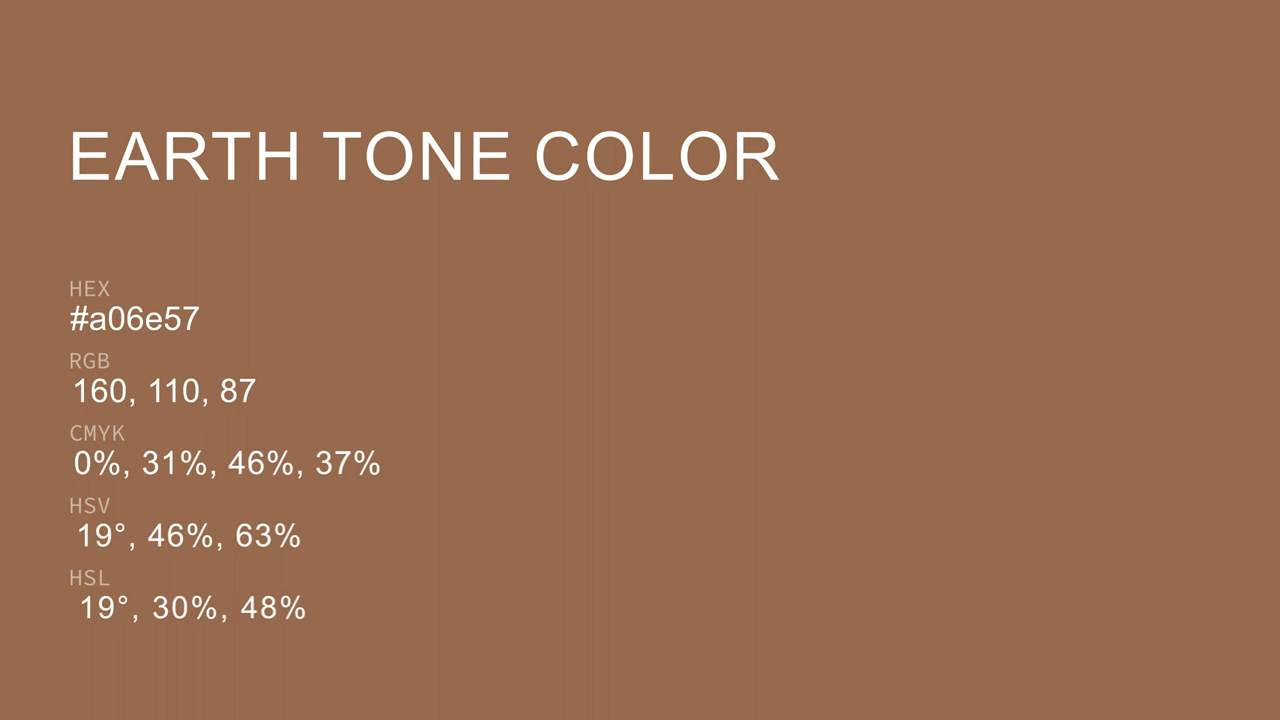 EARTH TONE COLOR
HEX
#a06e57
RGB
160, 110, 87
CMYK
0%, 31%, 46%, 37%
HSV
19°, 46%, 63%
HSL
19°, 30%, 48%